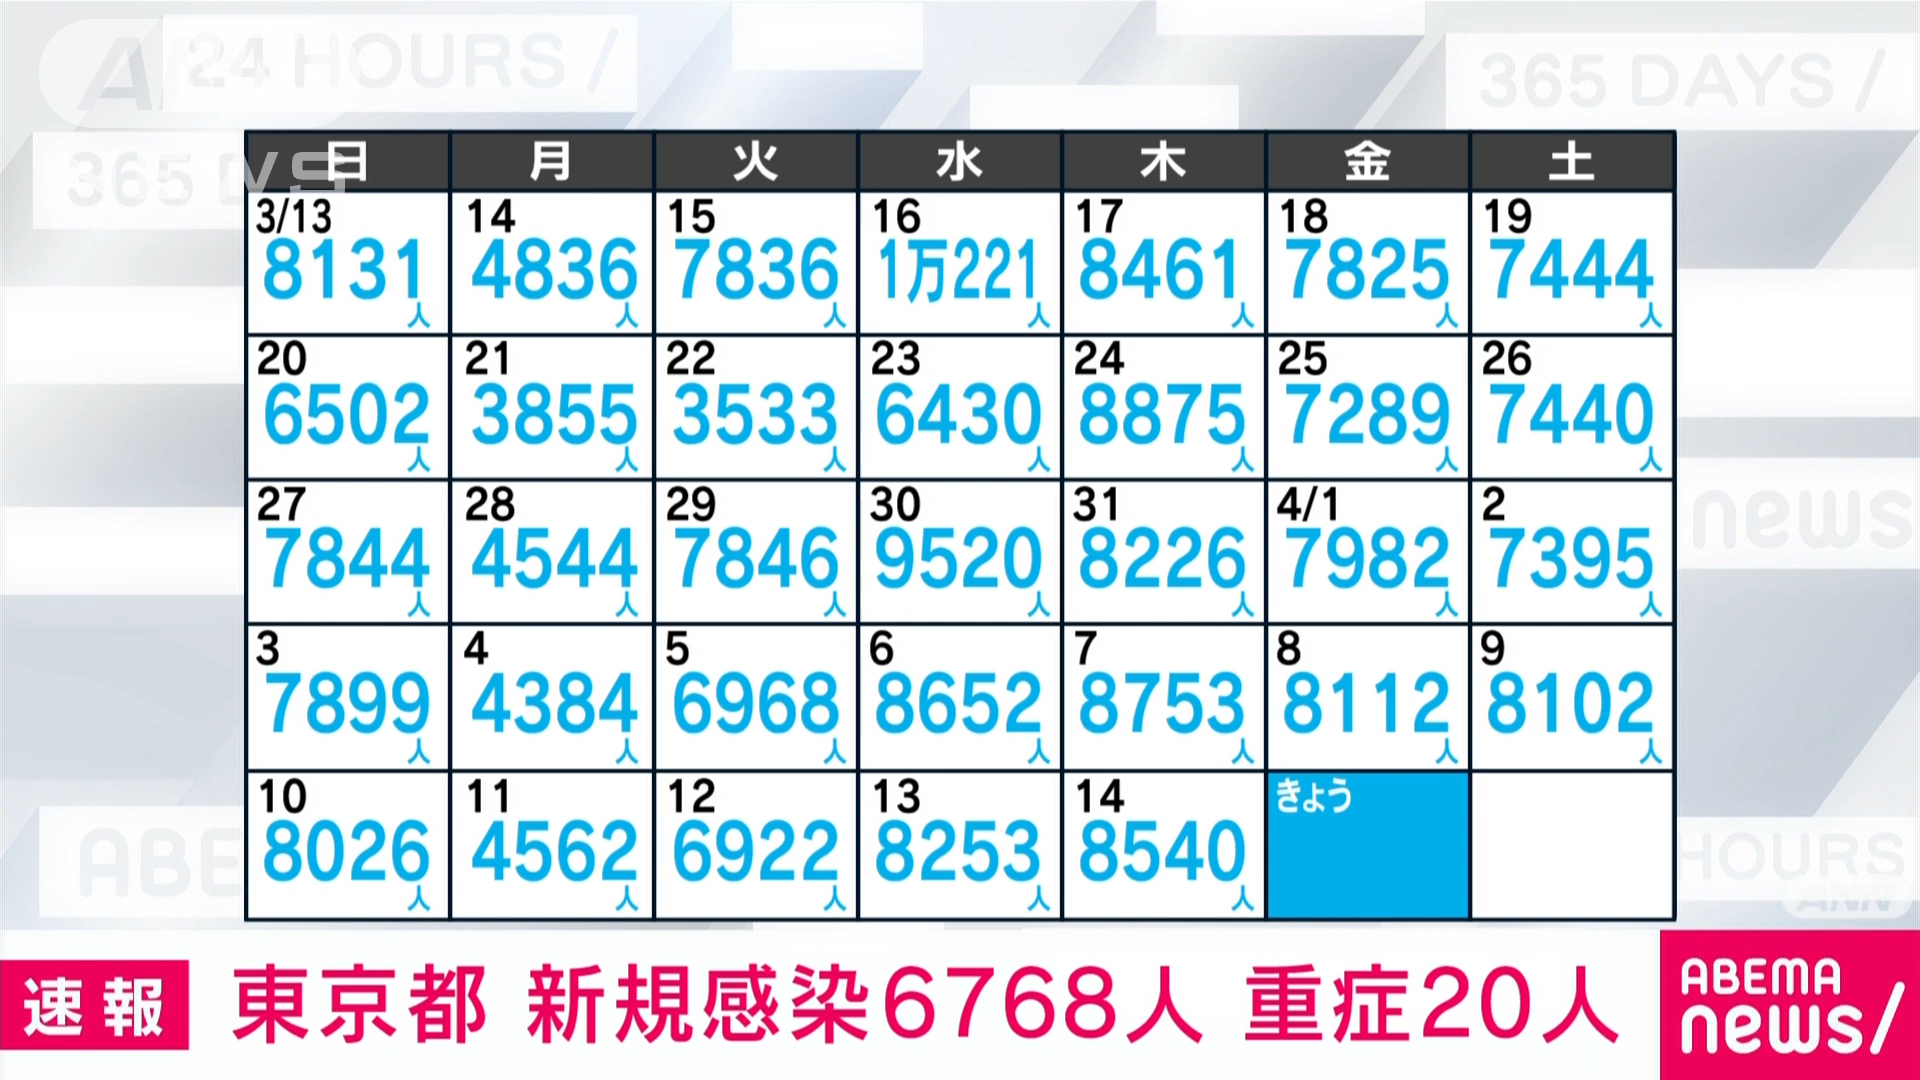 24 HOURS /
365 DAYS /
365 D
日 月 火 水 木 金 土
3/13 14 15 16 17 18 19
8131人 4836人 7836人 1万221人 8461人 7825人 7444人
20 21 22 23 24 25 26
6502人 3855人 3533人 6430人 8875人 7289人 7440人
27 28 29 30 31 4/1 2
7844人 4544人 7846人 9520人 8226人 7982人 7395人
news
3 4 5 6 7 8 9
7899人 4384人 6968人 8652人 8753人 8112人 8102人
10 11 12 13 14 きょう
8026人 4562人 6922人 8253人 8540人
ABE
HOURS
ANN
速報
東京都 新規感染6768人 重症20人
ABEMA
news/